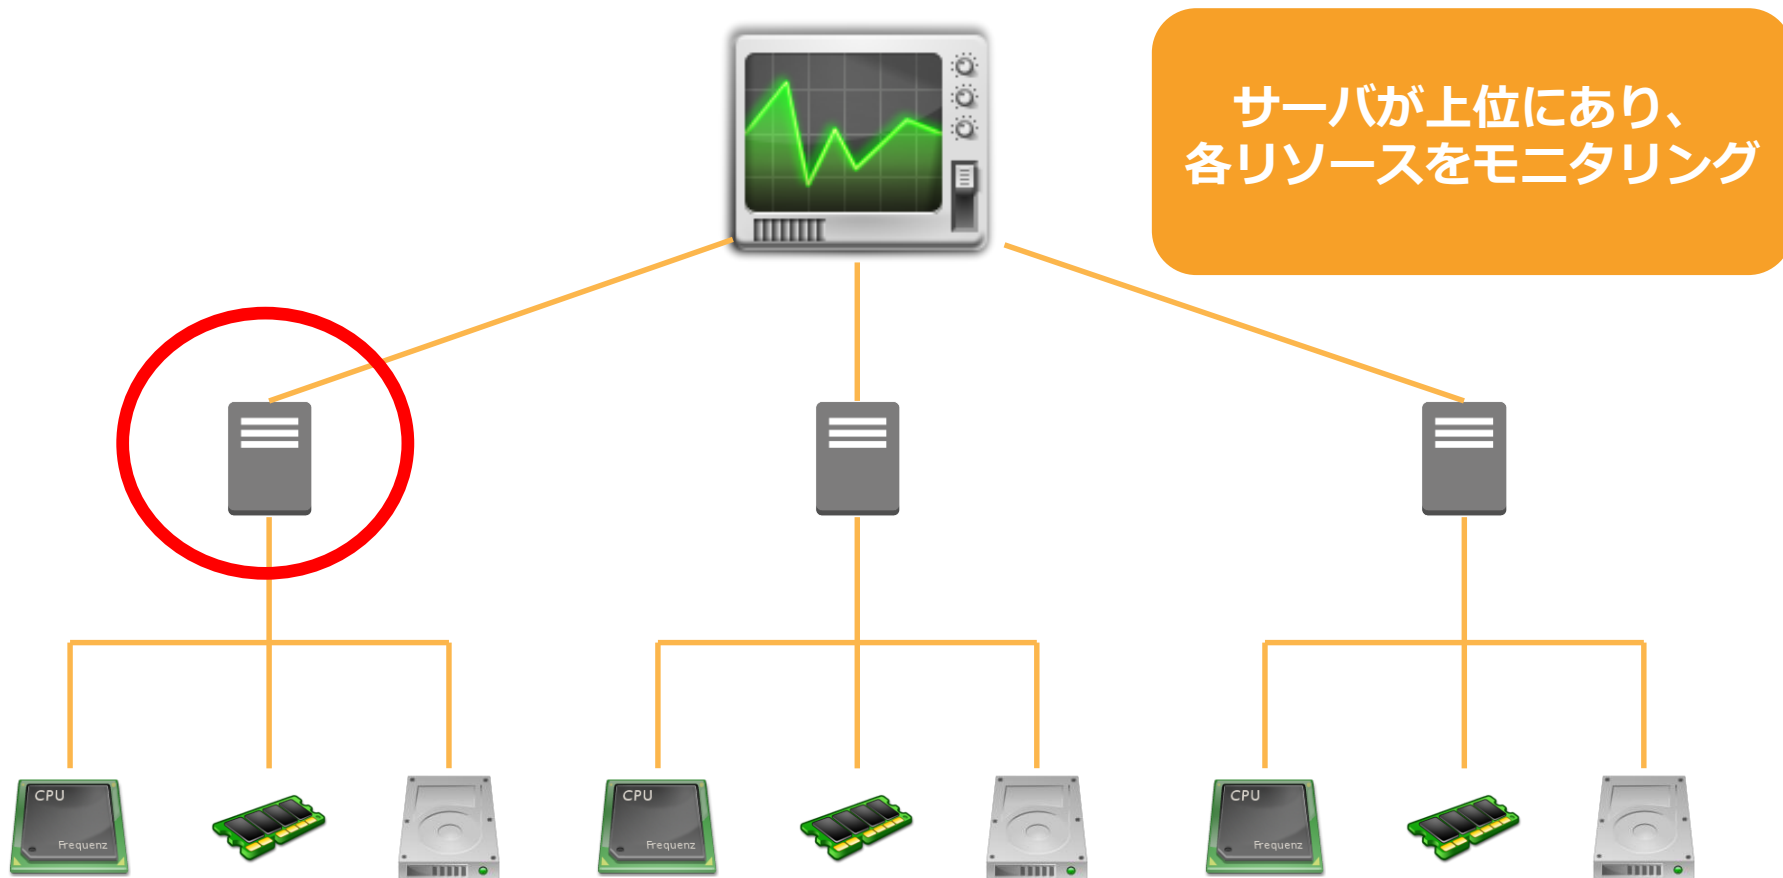 サーバが上位にあり、
各リソースをモニタリング
CPU
Frequenz
CPU
Frequenz
CPU
Frequenz